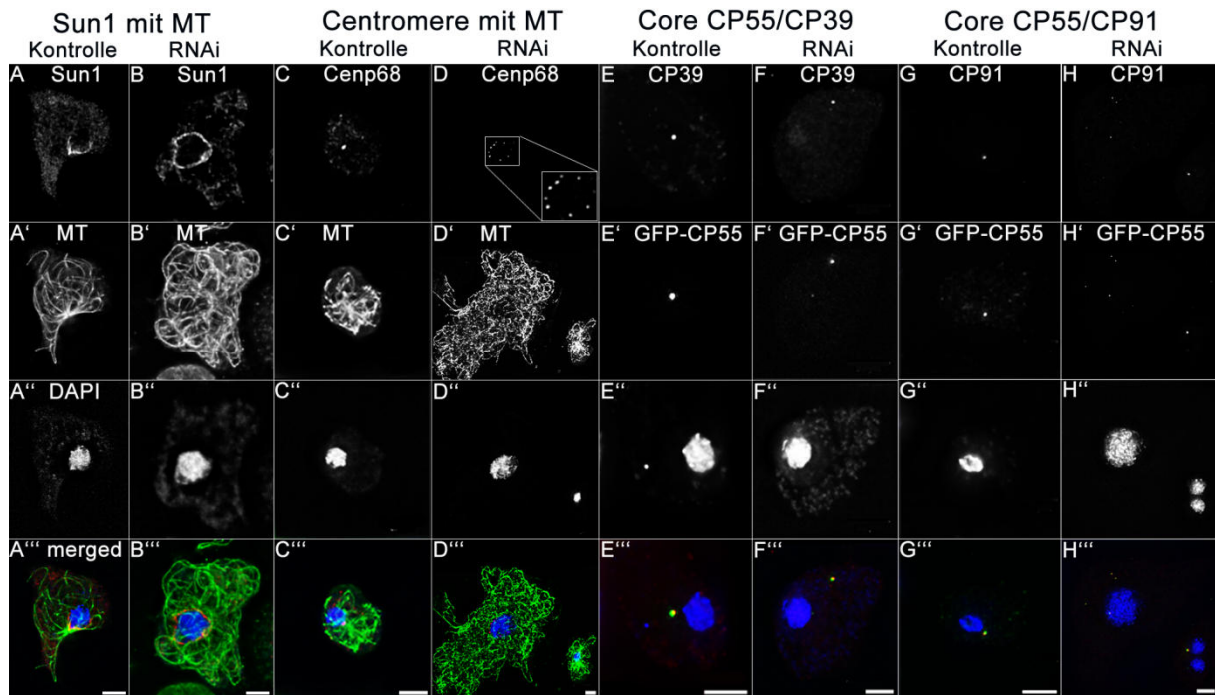 Sun1 mit MT Centromere mit MT Core CP55/CP39 Core CP55/CP91
Kontrolle RNAi Kontrolle RNAi Kontrolle RNAi Kontrolle RNAi
A Sun1 B Sun1 C Cenp68 D Cenp68 E CP39 F CP39 G CP91 H CP91
A‘ MT B‘ MT C‘ MT D‘ MT E‘ GFP-CP55 F‘ GFP-CP55 G‘ GFP-CP55 H‘ GFP-CP55
A‘‘ DAPI B‘‘ C‘‘ D‘‘ E‘‘ F‘‘ G‘‘ H‘‘
A‘‘‘ merged B‘‘‘ C‘‘‘ D‘‘‘ E‘‘‘ F‘‘‘ G‘‘‘ H‘‘‘